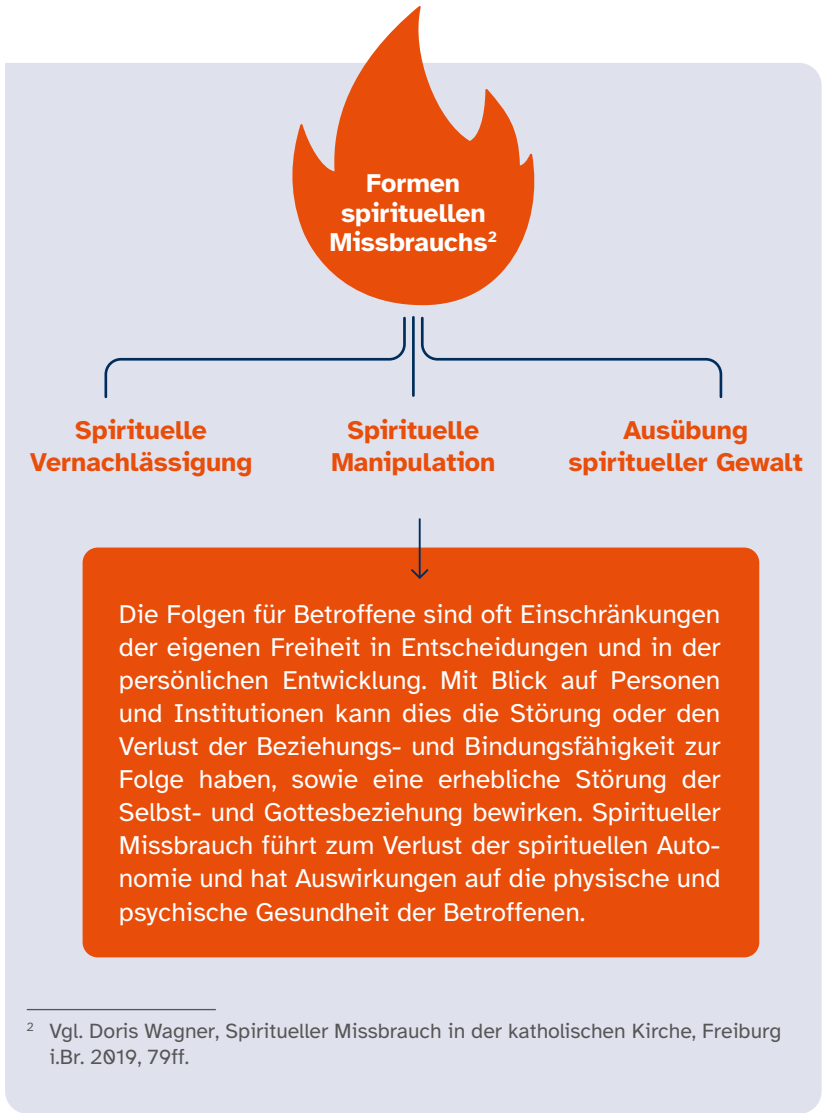 Formen
spirituellen
Missbrauchs²
Spirituelle
Vernachlässigung
Spirituelle
Manipulation
Ausübung
spiritueller Gewalt
Die Folgen für Betroffene sind oft Einschränkungen
der eigenen Freiheit in Entscheidungen und in der
persönlichen Entwicklung. Mit Blick auf Personen
und Institutionen kann dies die Störung oder den
Verlust der Beziehungs- und Bindungsfähigkeit zur
Folge haben, sowie eine erhebliche Störung der
Selbst- und Gottesbeziehung bewirken. Spiritueller
Missbrauch führt zum Verlust der spirituellen Auto-
nomie und hat Auswirkungen auf die physische und
psychische Gesundheit der Betroffenen.
² Vgl. Doris Wagner, Spiritueller Missbrauch in der katholischen Kirche, Freiburg
i.Br. 2019, 79ff.